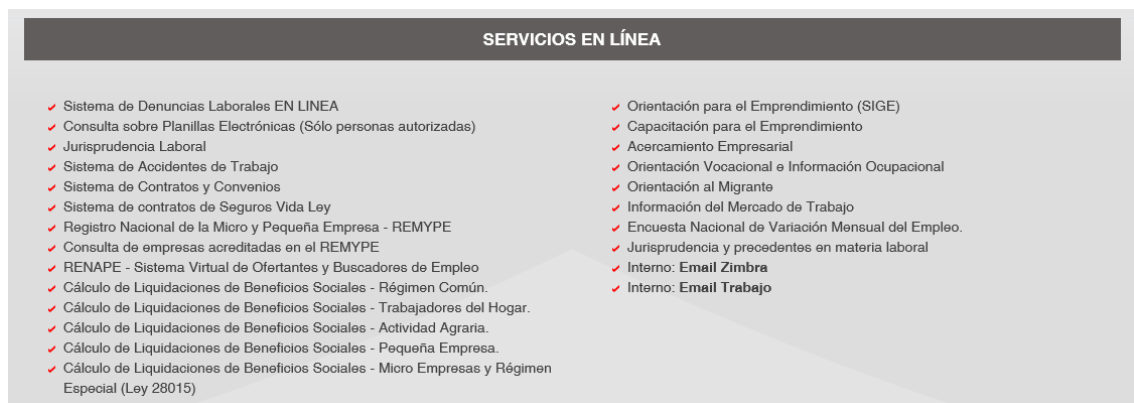 SERVICIOS EN LÍNEA
Sistema de Denuncias Laborales EN LINEA
Consulta sobre Planillas Electrónicas (Sólo personas autorizadas)
Jurisprudencia Laboral
Sistema de Accidentes de Trabajo
Sistema de Contratos y Convenios
Sistema de contratos de Seguros Vida Ley
Registro Nacional de la Micro y Pequeña Empresa - REMYPE
Consulta de empresas acreditadas en el REMYPE
RENAPE - Sistema Virtual de Ofertantes y Buscadores de Empleo
Cálculo de Liquidaciones de Beneficios Sociales - Régimen Común.
Cálculo de Liquidaciones de Beneficios Sociales - Trabajadores del Hogar.
Cálculo de Liquidaciones de Beneficios Sociales - Actividad Agraria.
Cálculo de Liquidaciones de Beneficios Sociales - Pequeña Empresa.
Cálculo de Liquidaciones de Beneficios Sociales - Micro Empresas y Régimen
Especial (Ley 28015)
Orientación para el Emprendimiento (SIGE)
Capacitación para el Emprendimiento
Acercamiento Empresarial
Orientación Vocacional e Información Ocupacional
Orientación al Migrante
Información del Mercado de Trabajo
Encuesta Nacional de Variación Mensual del Empleo.
Jurisprudencia y precedentes en materia laboral
Interno: Email Zimbra
Interno: Email Trabajo